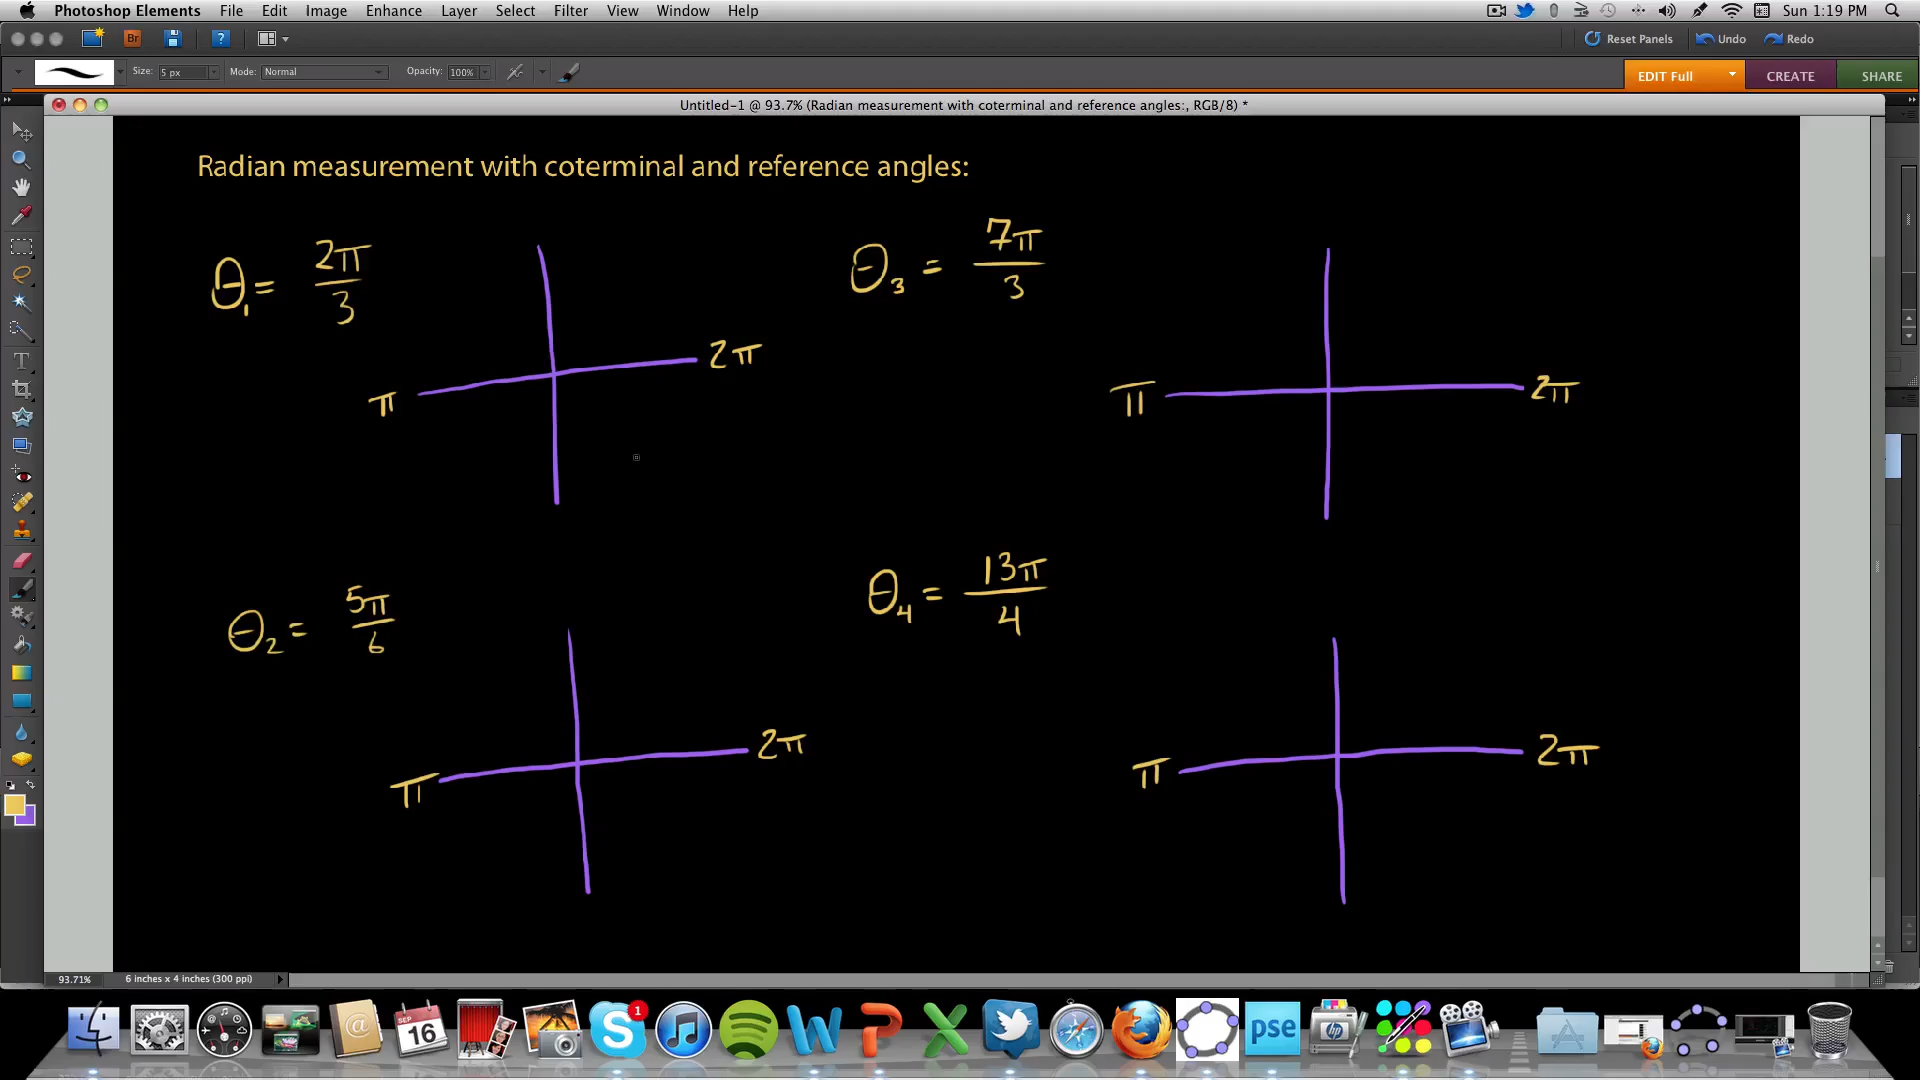 Photoshop Elements File Edit Image Enhance Layer Select Filter View Window Help Sun 1:19 PM
Br ? Reset Panels Undo Redo
Size: 5 px Mode: Normal Opacity: 100% EDIT Full CREATE SHARE
Untitled-1 @ 93.7% (Radian measurement with coterminal and reference angles:, RGB/8) *
Radian measurement with coterminal and reference angles:
θ₁ = 2π/3
2π
π
θ₃ = 7π/3
π
2π
θ₂ = 5π/6
2π
π
θ₄ = 13π/4
2π
π
T
93.71% 6 inches x 4 inches (300 ppi)
SEP
16
1
pse
hp